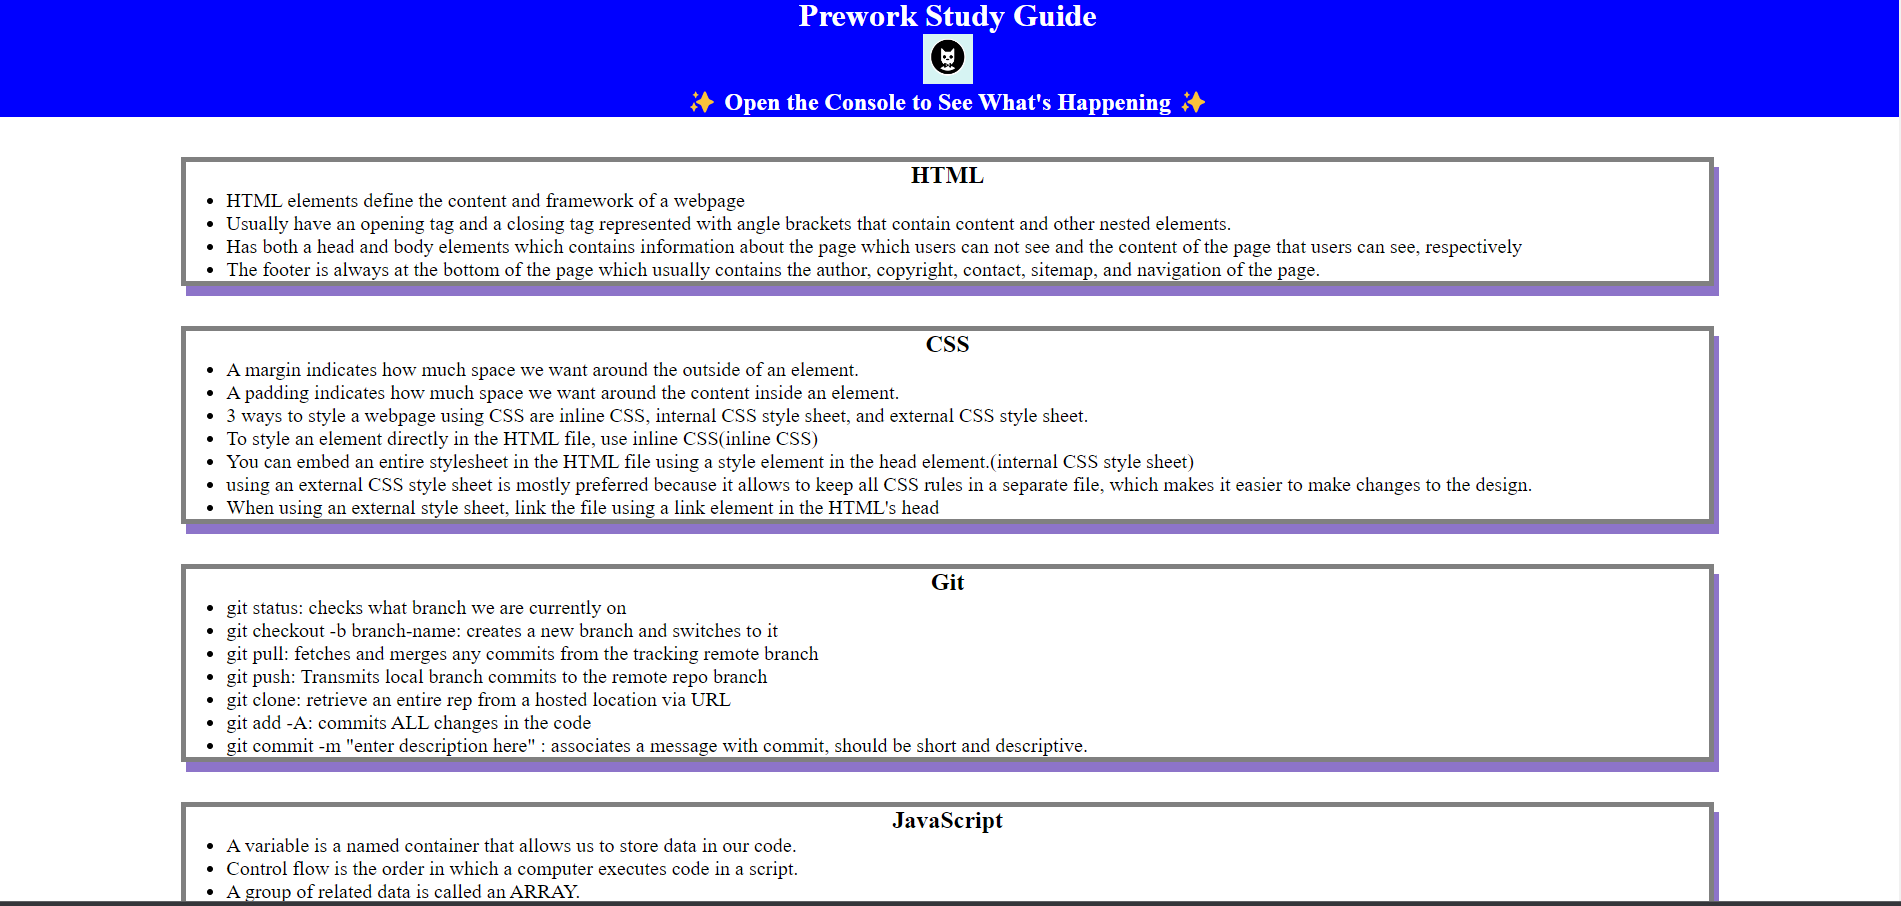 Prework Study Guide
✨ Open the Console to See What's Happening ✨
HTML
• HTML elements define the content and framework of a webpage
• Usually have an opening tag and a closing tag represented with angle brackets that contain content and other nested elements.
• Has both a head and body elements which contains information about the page which users can not see and the content of the page that users can see, respectively
• The footer is always at the bottom of the page which usually contains the author, copyright, contact, sitemap, and navigation of the page.
CSS
• A margin indicates how much space we want around the outside of an element.
• A padding indicates how much space we want around the content inside an element.
• 3 ways to style a webpage using CSS are inline CSS, internal CSS style sheet, and external CSS style sheet.
• To style an element directly in the HTML file, use inline CSS(inline CSS)
• You can embed an entire stylesheet in the HTML file using a style element in the head element.(internal CSS style sheet)
• using an external CSS style sheet is mostly preferred because it allows to keep all CSS rules in a separate file, which makes it easier to make changes to the design.
• When using an external style sheet, link the file using a link element in the HTML's head
Git
• git status: checks what branch we are currently on
• git checkout -b branch-name: creates a new branch and switches to it
• git pull: fetches and merges any commits from the tracking remote branch
• git push: Transmits local branch commits to the remote repo branch
• git clone: retrieve an entire rep from a hosted location via URL
• git add -A: commits ALL changes in the code
• git commit -m "enter description here" : associates a message with commit, should be short and descriptive.
JavaScript
• A variable is a named container that allows us to store data in our code.
• Control flow is the order in which a computer executes code in a script.
• A group of related data is called an ARRAY.